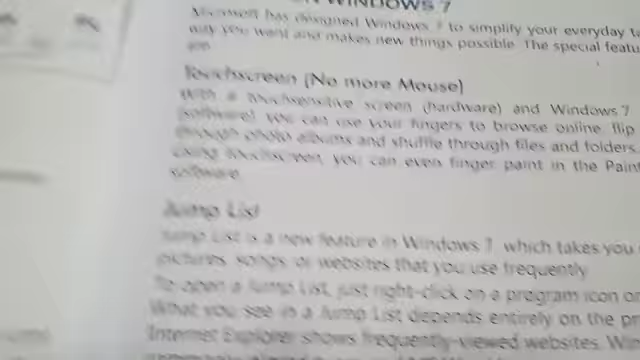 WINDOWS 7
Microsoft has designed Windows 7 to simplify your everyday
way you want and makes new things possible. The special
Touchscreen (No more Mouse)
With a touchsensitive screen (hardware) and Windows 7
(software), you can use your fingers to browse online, flip
through photo albums and shuffle through files and folders.
Using touchscreen, you can even finger paint in the Paint
software.
Jump List
Jump List is a new feature in Windows 7, which takes you
pictures, songs, or websites that you use frequently.
To open a Jump List, just right-click on a program icon
What you see in a Jump List depends entirely on the
Internet Explorer shows frequently-viewed websites.